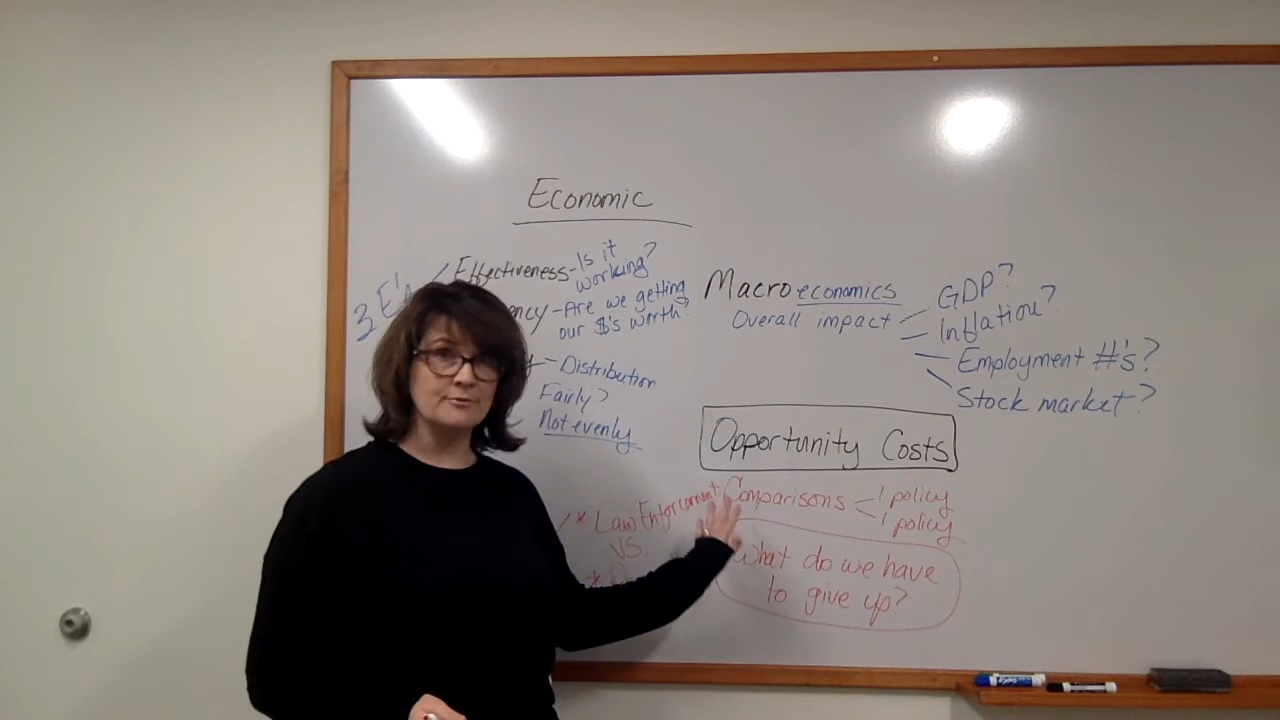 Economic
3 E's
Effectiveness - Is it
working?
ency - Are we getting
our $'s worth?
- Distribution
Fairly?
Not evenly
Macroeconomics
Overall impact
GDP?
Inflation?
Employment #'s?
Stock market?
Opportunity Costs
Comparisons
1 policy
1 policy
* Law Enforcement
VS.
*
What do we have
to give up?